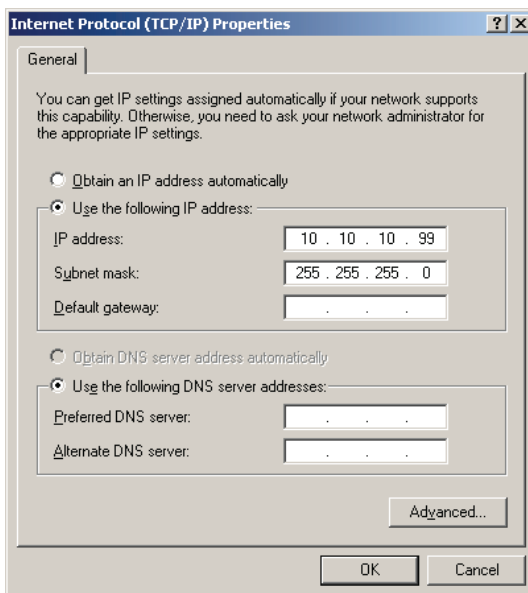 Internet Protocol (TCP/IP) Properties
General
You can get IP settings assigned automatically if your network supports
this capability. Otherwise, you need to ask your network administrator for
the appropriate IP settings.
Obtain an IP address automatically
Use the following IP address:
IP address: 10 . 10 . 10 . 99
Subnet mask: 255 . 255 . 255 . 0
Default gateway: . . .
Obtain DNS server address automatically
Use the following DNS server addresses:
Preferred DNS server: . . .
Alternate DNS server: . . .
Advanced...
OK Cancel